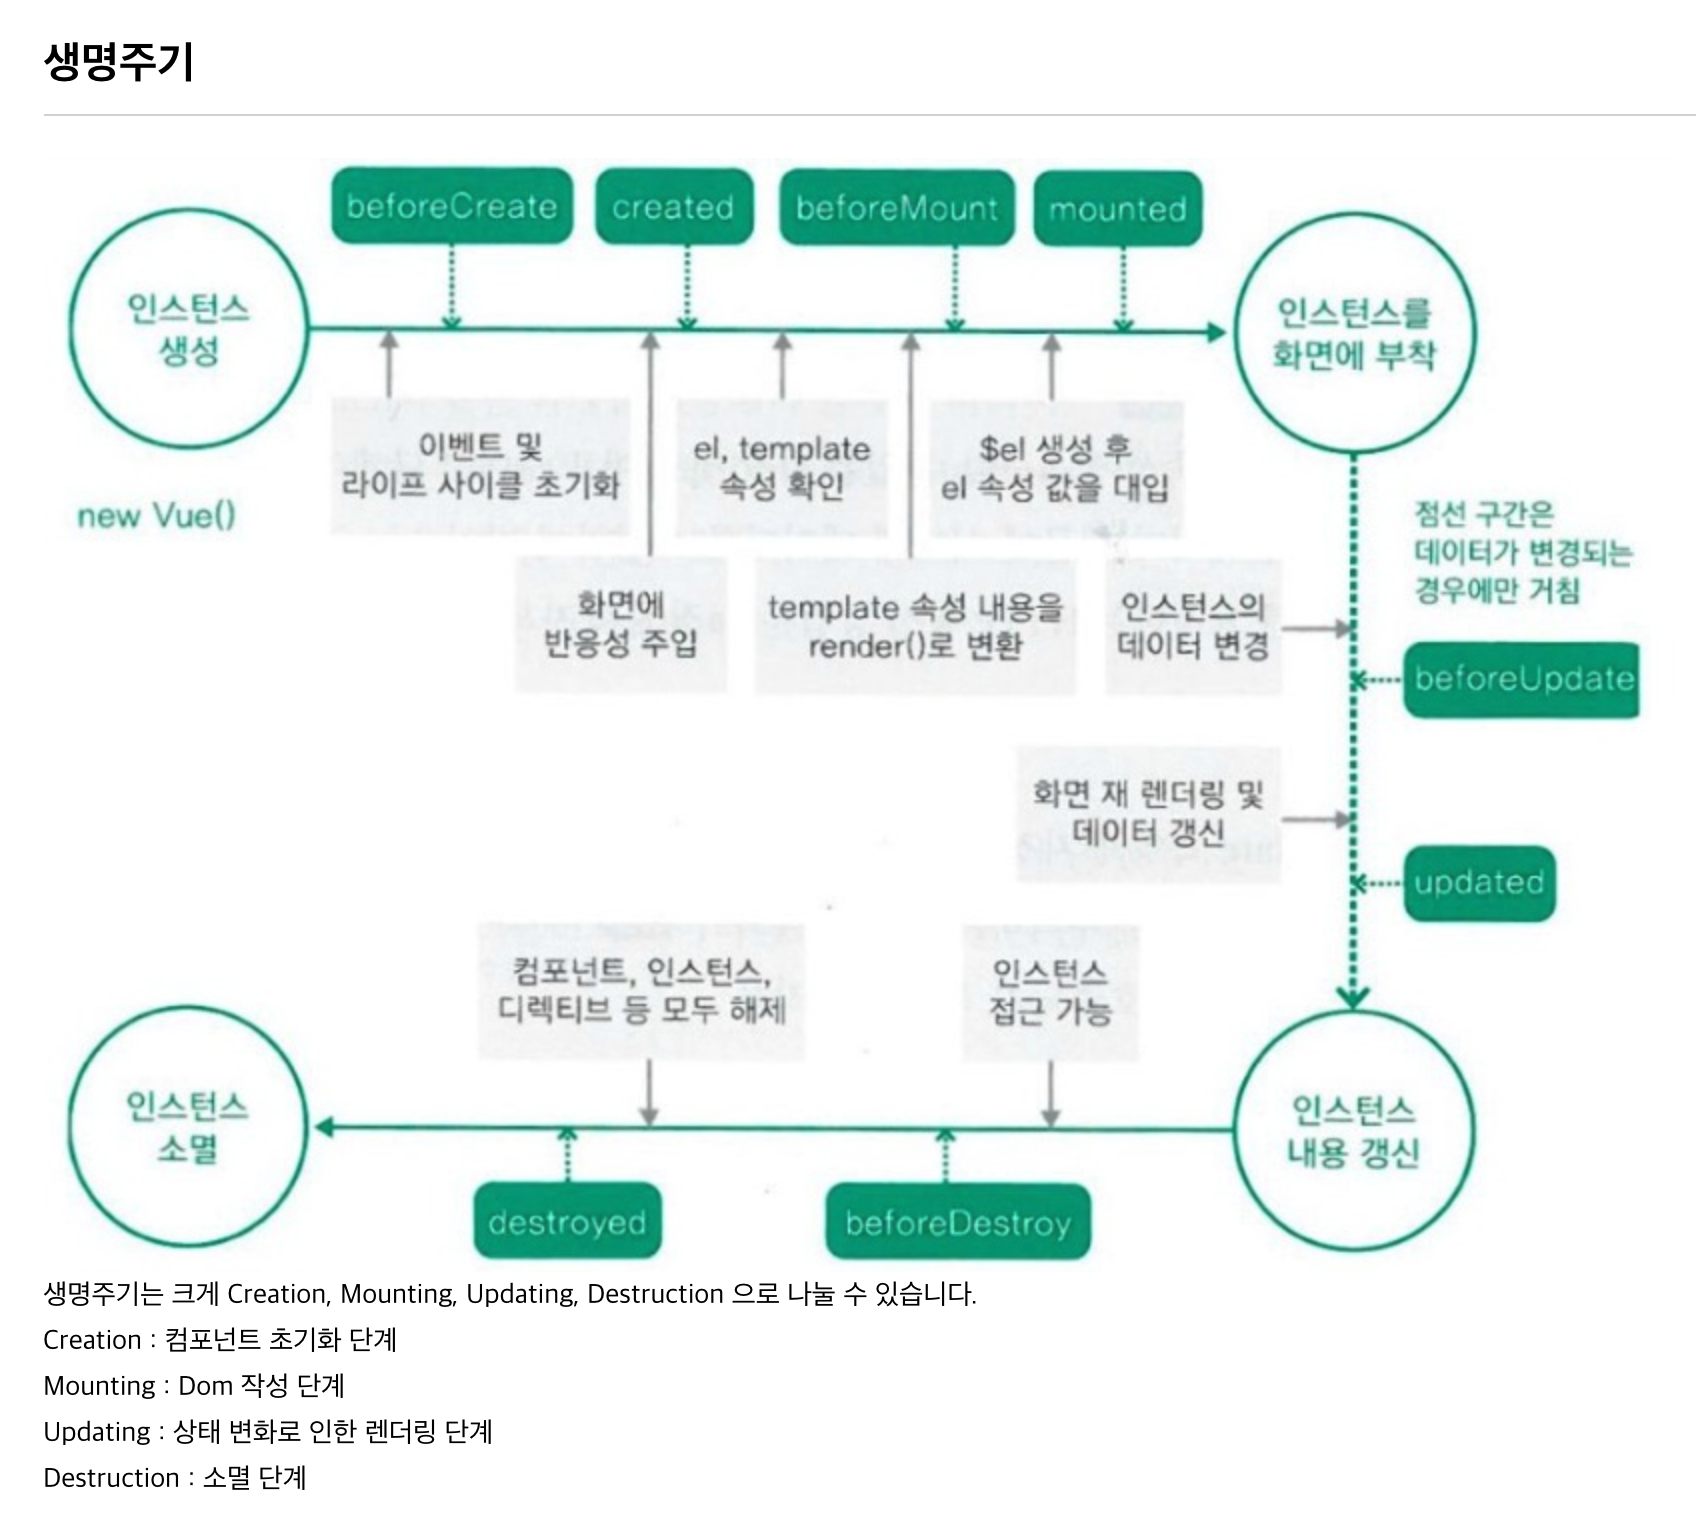 생명주기
beforeCreate
created
beforeMount
mounted
인스턴스
생성
인스턴스를
화면에 부착
이벤트 및
라이프 사이클 초기화
el, template
속성 확인
$el 생성 후
el 속성 값을 대입
new Vue()
점선 구간은
데이터가 변경되는
경우에만 거침
화면에
반응성 주입
template 속성 내용을
render()로 변환
인스턴스의
데이터 변경
beforeUpdate
화면 재 렌더링 및
데이터 갱신
updated
컴포넌트, 인스턴스,
디렉티브 등 모두 해제
인스턴스
접근 가능
인스턴스
소멸
인스턴스
내용 갱신
destroyed
beforeDestroy
생명주기는 크게 Creation, Mounting, Updating, Destruction 으로 나눌 수 있습니다.
Creation : 컴포넌트 초기화 단계
Mounting : Dom 작성 단계
Updating : 상태 변화로 인한 렌더링 단계
Destruction : 소멸 단계